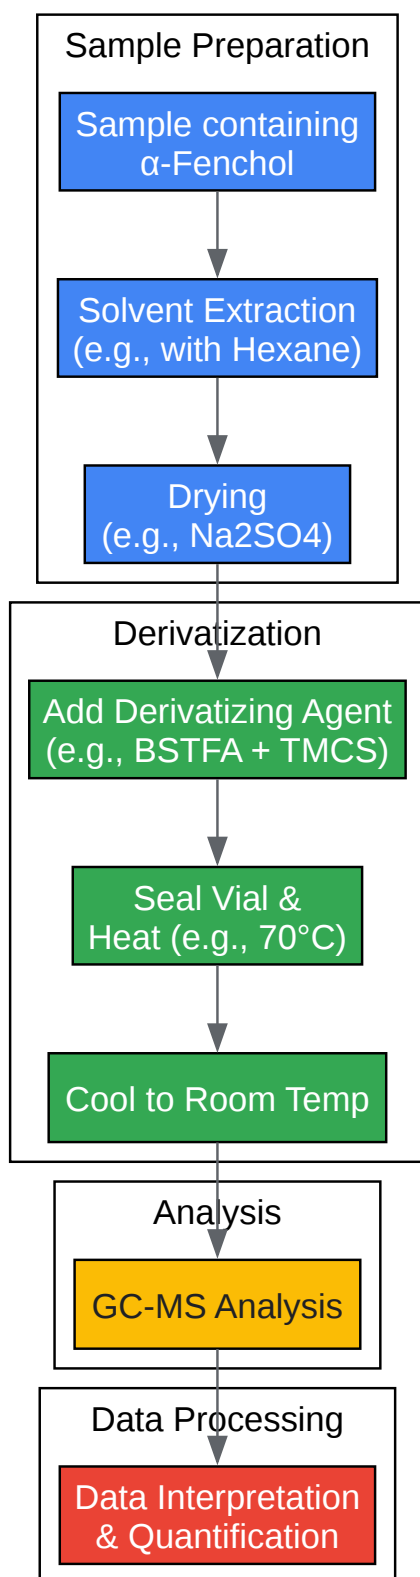 Sample Preparation
Sample containing
α-Fenchol
Solvent Extraction
(e.g., with Hexane)
Drying
(e.g., Na2SO4)
Derivatization
Add Derivatizing Agent
(e.g., BSTFA + TMCS)
Seal Vial &
Heat (e.g., 70°C)
Cool to Room Temp
Analysis
GC-MS Analysis
Data Processing
Data Interpretation
& Quantification